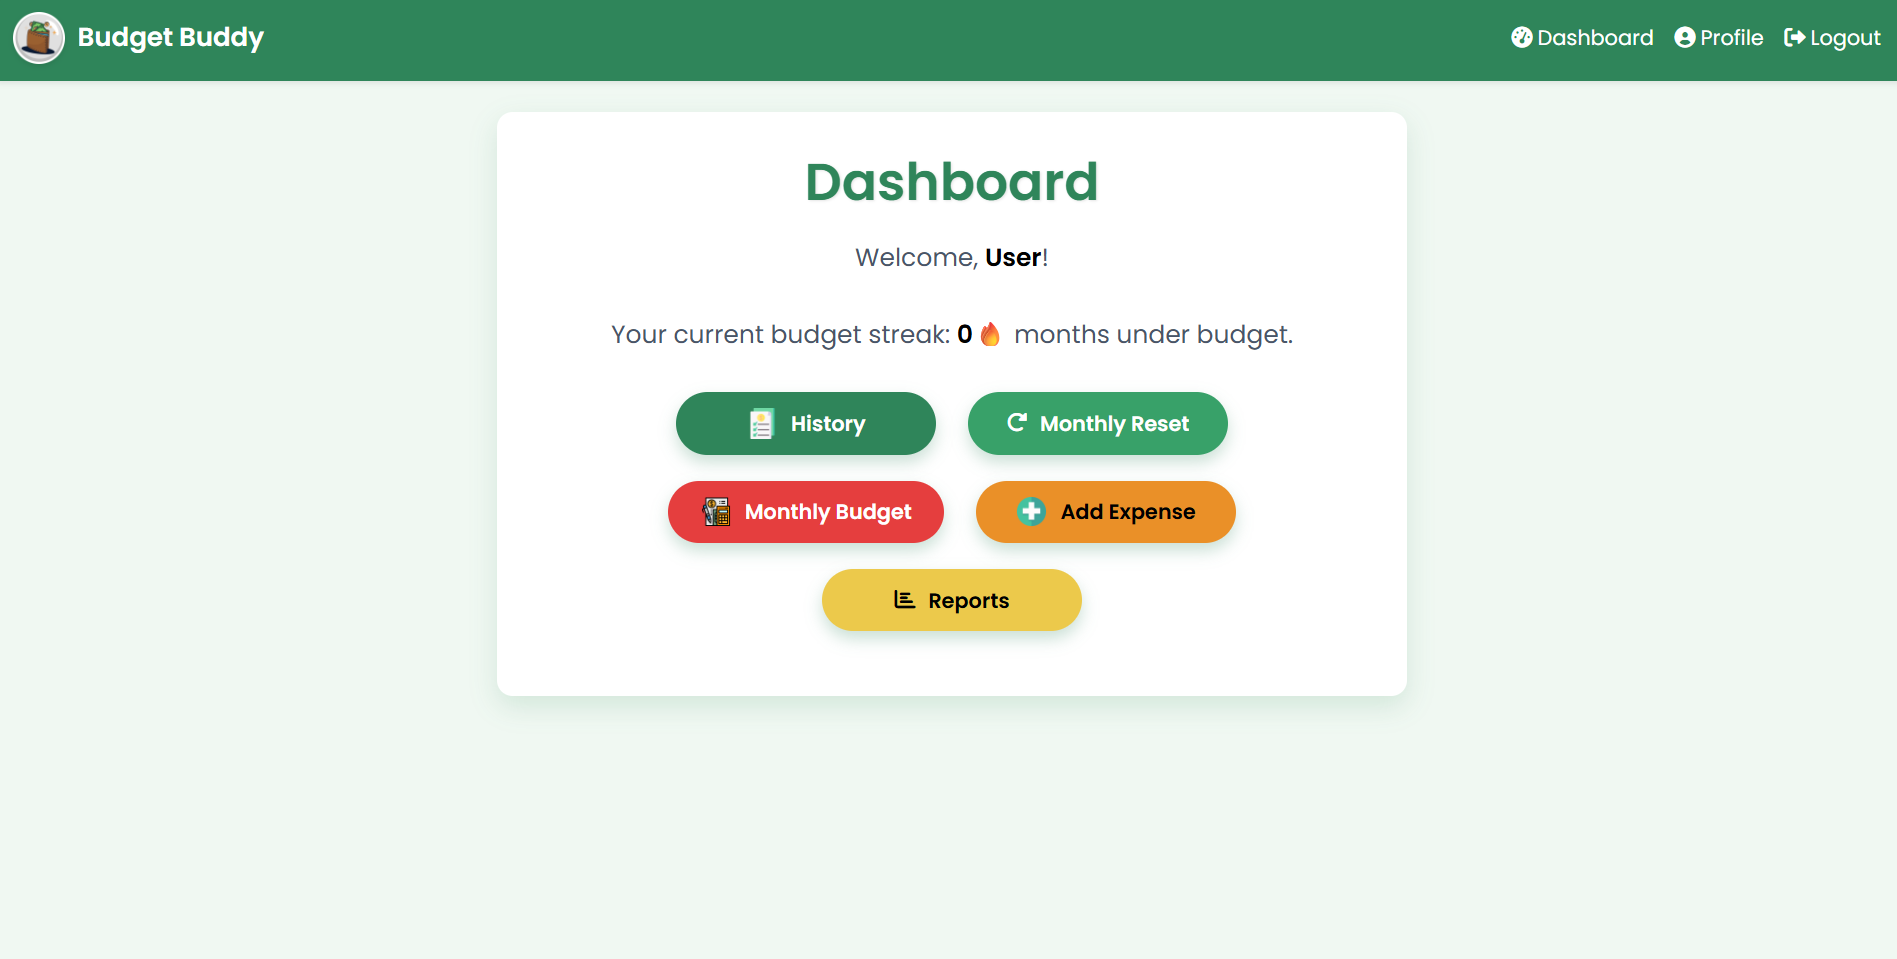 Budget Buddy
Dashboard Profile Logout
Dashboard
Welcome, User!
Your current budget streak: 0🔥 months under budget.
History
Monthly Reset
Monthly Budget
Add Expense
Reports